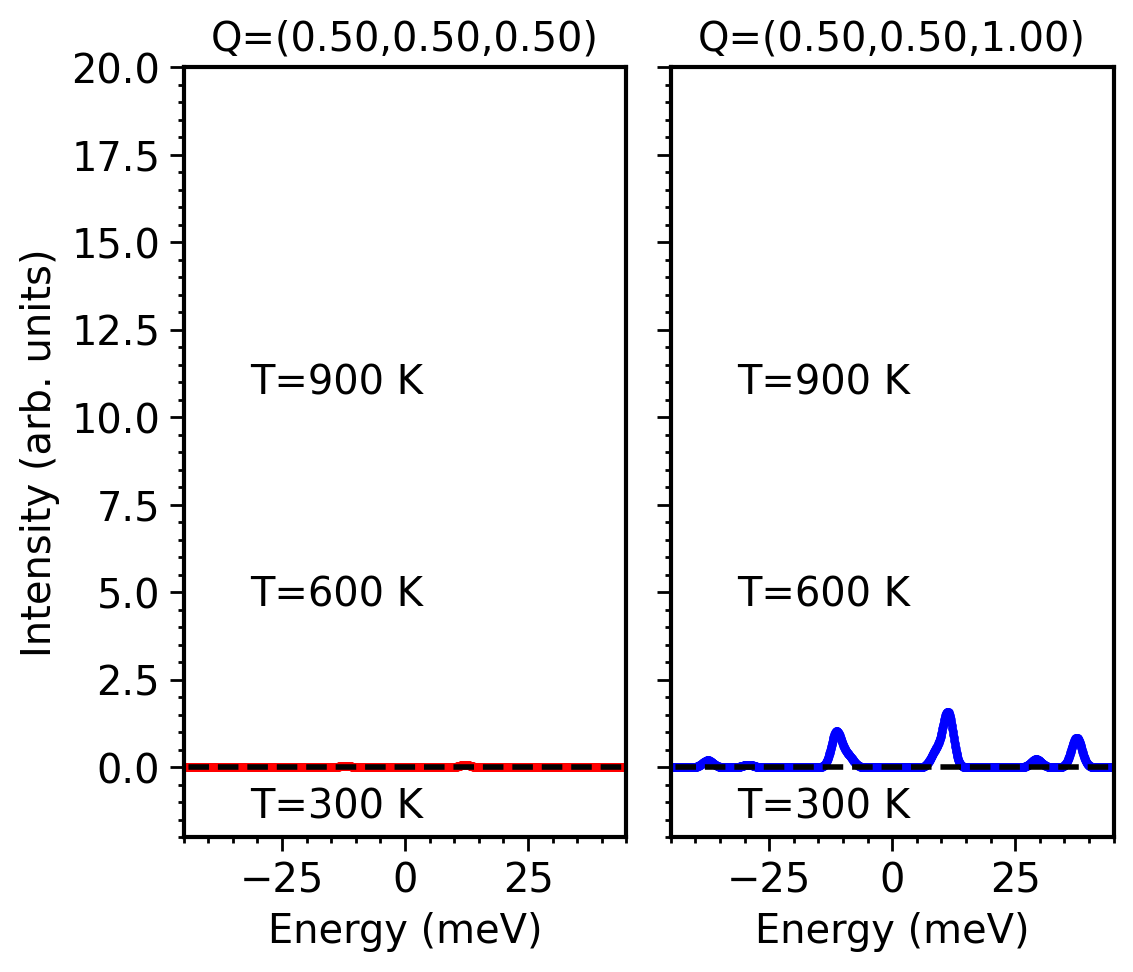 Q=(0.50,0.50,0.50)
Q=(0.50,0.50,1.00)
20.0
17.5
15.0
12.5
10.0
7.5
5.0
2.5
0.0
Intensity (arb. units)
T=900 K
T=600 K
T=300 K
T=900 K
T=600 K
T=300 K
−25 0 25
−25 0 25
Energy (meV)
Energy (meV)